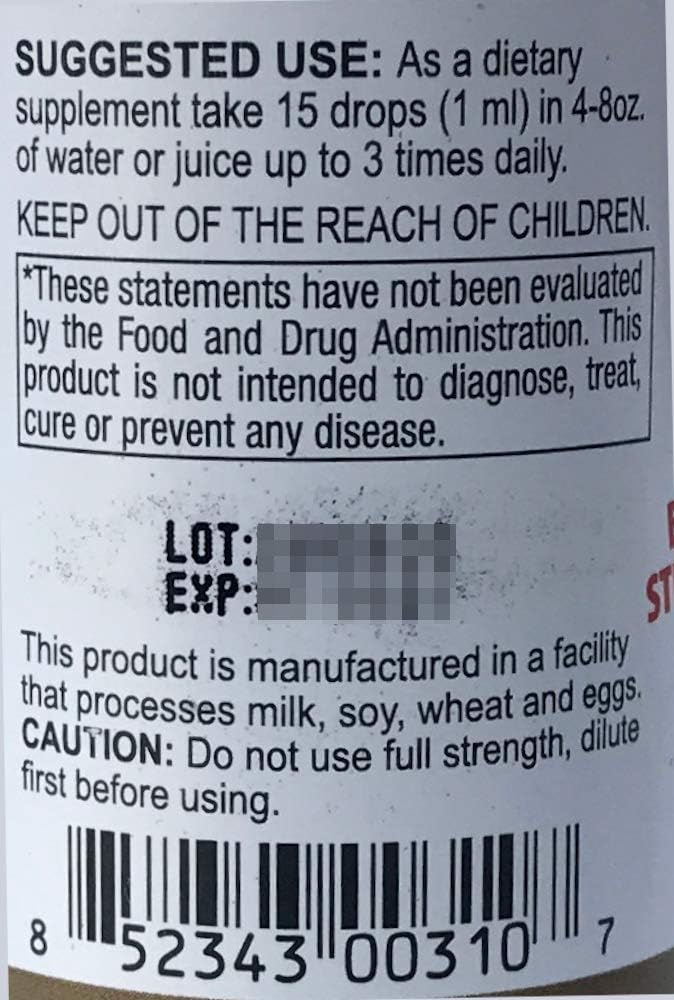 SUGGESTED USE: As a dietary
supplement take 15 drops (1 ml) in 4-8oz.
of water or juice up to 3 times daily.
KEEP OUT OF THE REACH OF CHILDREN.
*These statements have not been evaluated
by the Food and Drug Administration. This
product is not intended to diagnose, treat,
cure or prevent any disease.
LOT:
EXP:
This product is manufactured in a facility
that processes milk, soy, wheat and eggs.
CAUTION: Do not use full strength, dilute
first before using.
8 52343 00310 7